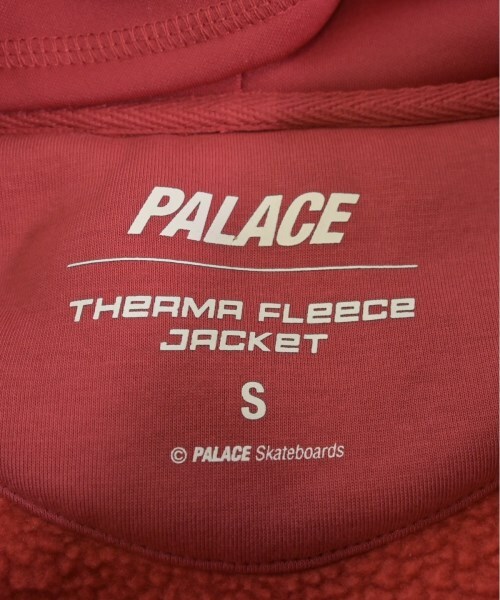 PALACE
THERMA FLEECE
JACKET
S
© PALACE Skateboards